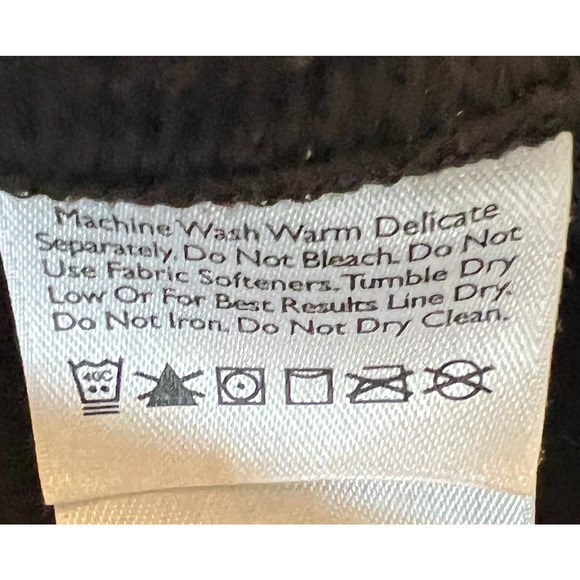 Machine Wash Warm Delicate
Separately. Do Not Bleach. Do Not
Use Fabric Softeners. Tumble Dry
Low Or For Best Results Line Dry.
Do Not Iron. Do Not Dry Clean.
40C